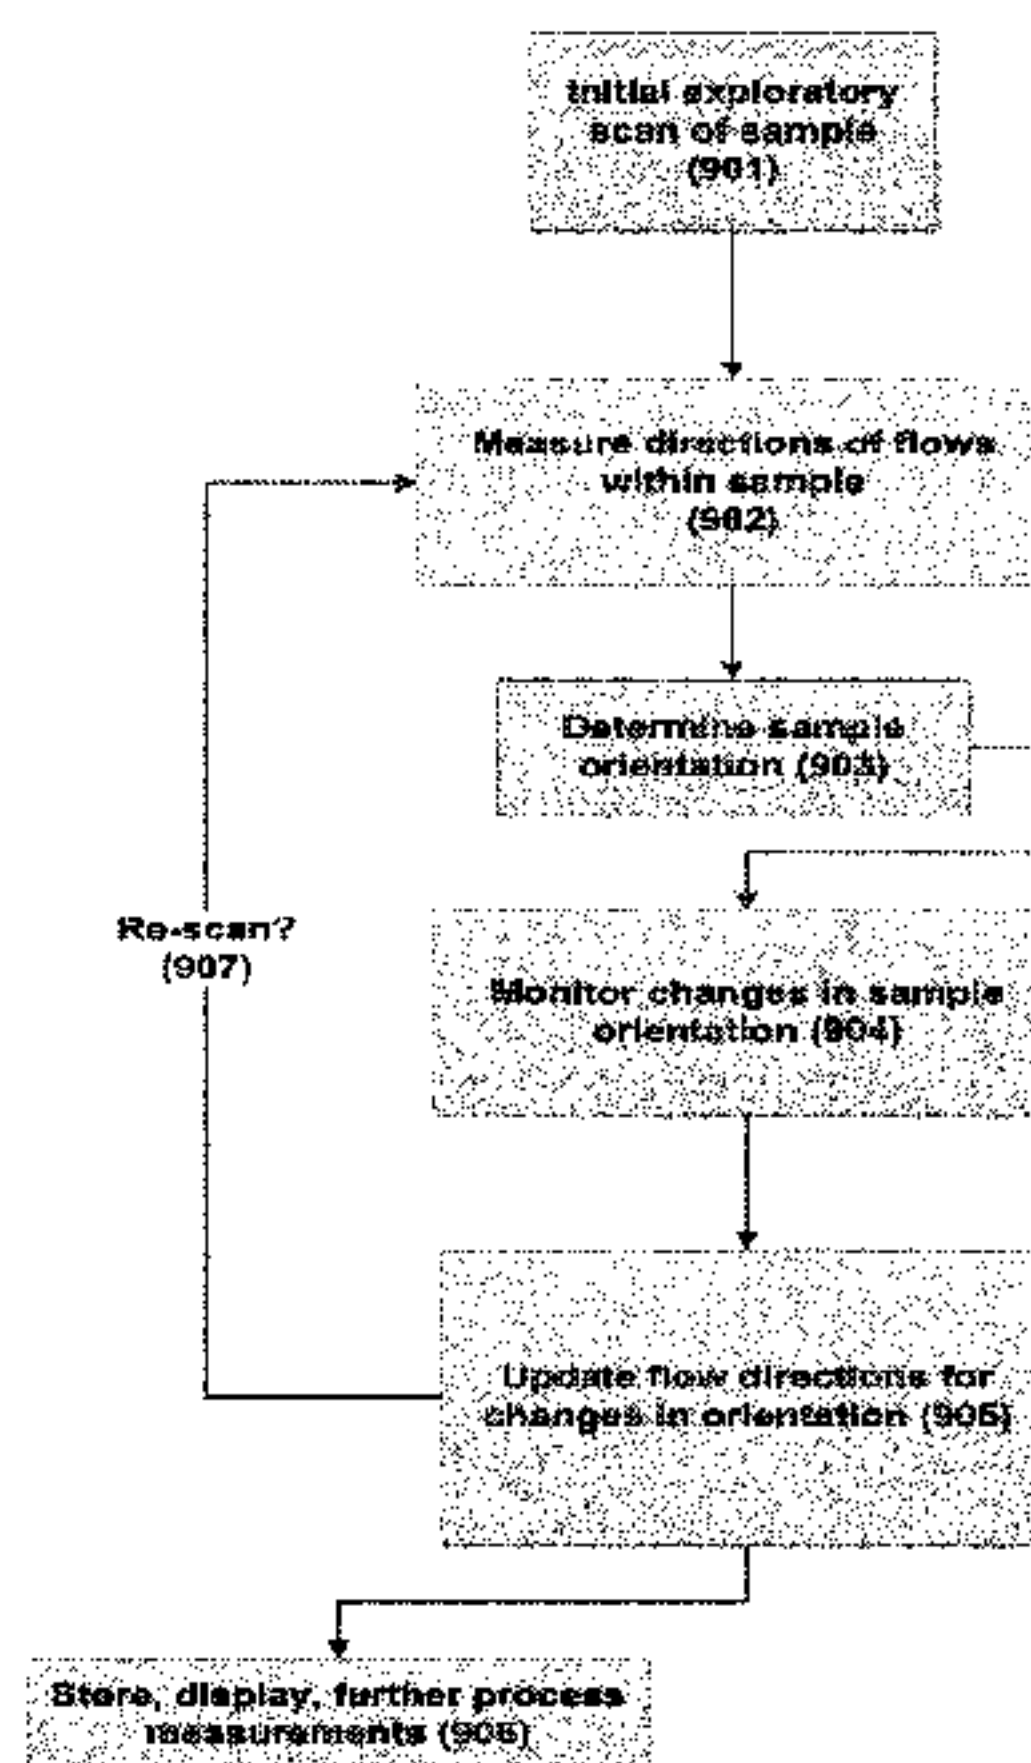 Initial exploratory
scan of sample
(901)
Measure directions of flows
within sample
(902)
Determine sample
orientation (903)
Re-scan?
(907)
Monitor changes in sample
orientation (904)
Update flow directions for
changes in orientation (905)
Store, display, further process
measurements (906)